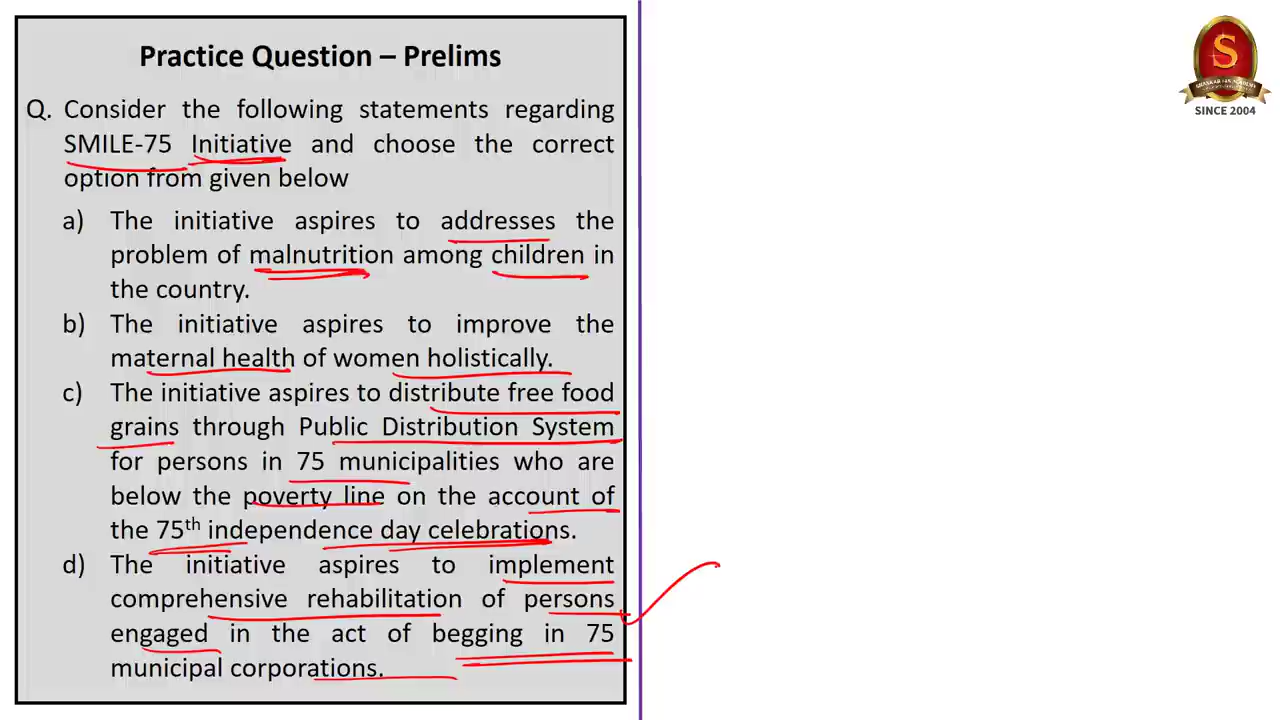 Practice Question – Prelims
Q. Consider the following statements regarding
SMILE-75 Initiative and choose the correct
option from given below
a) The initiative aspires to addresses the
problem of malnutrition among children in
the country.
b) The initiative aspires to improve the
maternal health of women holistically.
c) The initiative aspires to distribute free food
grains through Public Distribution System
for persons in 75 municipalities who are
below the poverty line on the account of
the 75th independence day celebrations.
d) The initiative aspires to implement
comprehensive rehabilitation of persons
engaged in the act of begging in 75
municipal corporations.
S
SHANKAR IAS ACADEMY
SINCE 2004